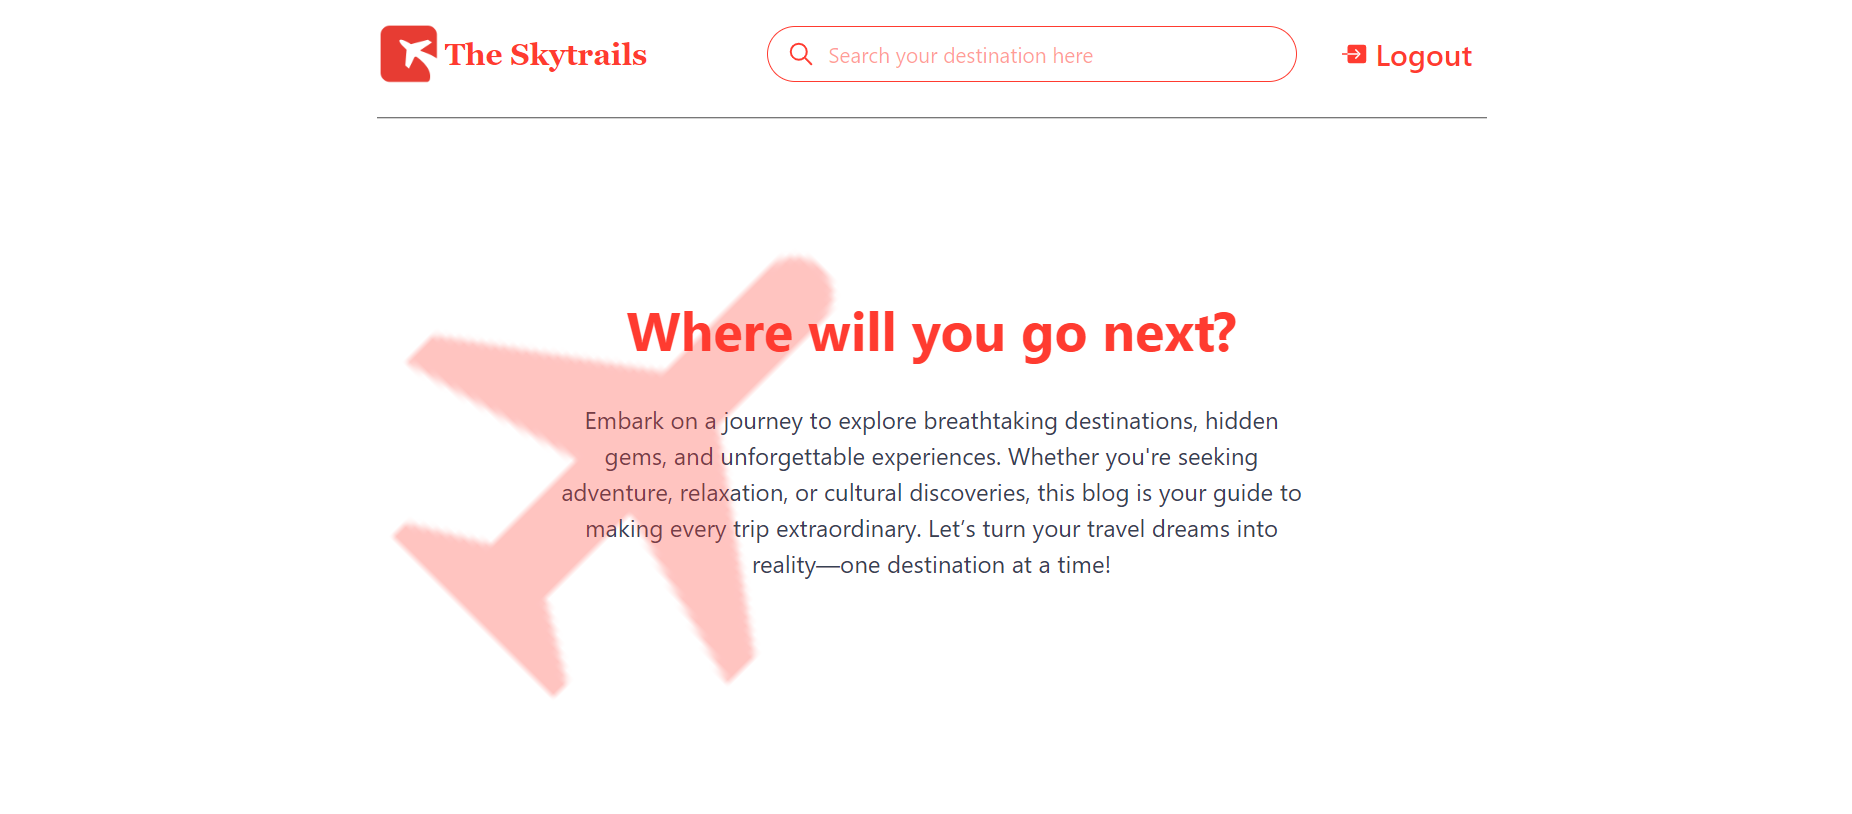 The Skytrails
Search your destination here
Logout
Where will you go next?
Embark on a journey to explore breathtaking destinations, hidden
gems, and unforgettable experiences. Whether you're seeking
adventure, relaxation, or cultural discoveries, this blog is your guide to
making every trip extraordinary. Let’s turn your travel dreams into
reality—one destination at a time!